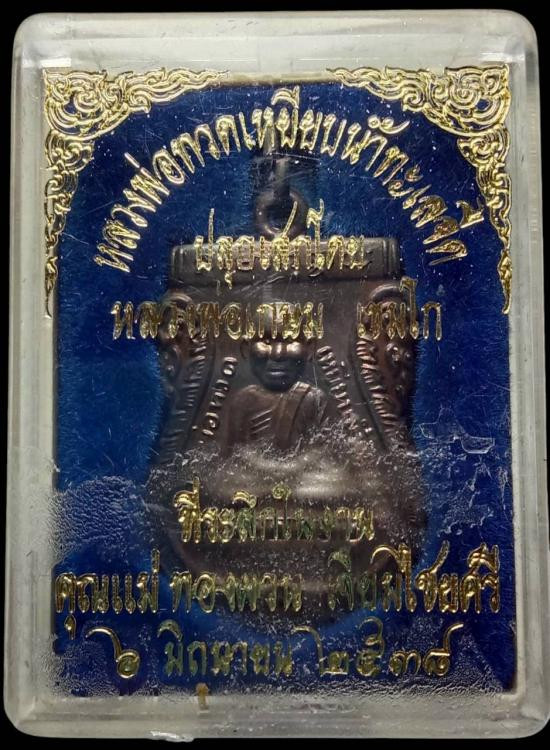 หลวงพ่อทวดเหยียบน้ำทะเลจืด
ปลุกเสกโดย
หลวงพ่อเกษม เขมโก
ที่ระลึกในงาน
คุณแม่ ทองผวน เจียมไชยศรี
๖ มิถุนายน ๒๕๓๘